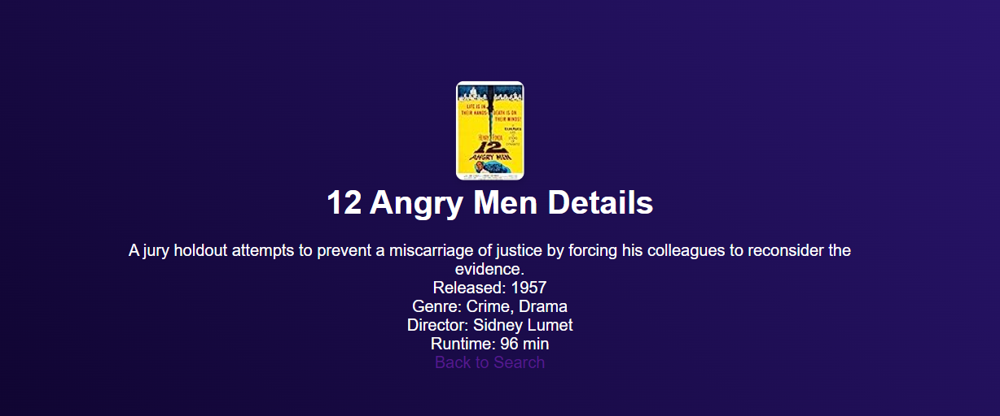 LIFE IS IN
THEIR HANDS
DEATH IS ON
THEIR MINDS!
HENRY FONDA
12
ANGRY MEN
12 Angry Men Details
A jury holdout attempts to prevent a miscarriage of justice by forcing his colleagues to reconsider the
evidence.
Released: 1957
Genre: Crime, Drama
Director: Sidney Lumet
Runtime: 96 min
Back to Search